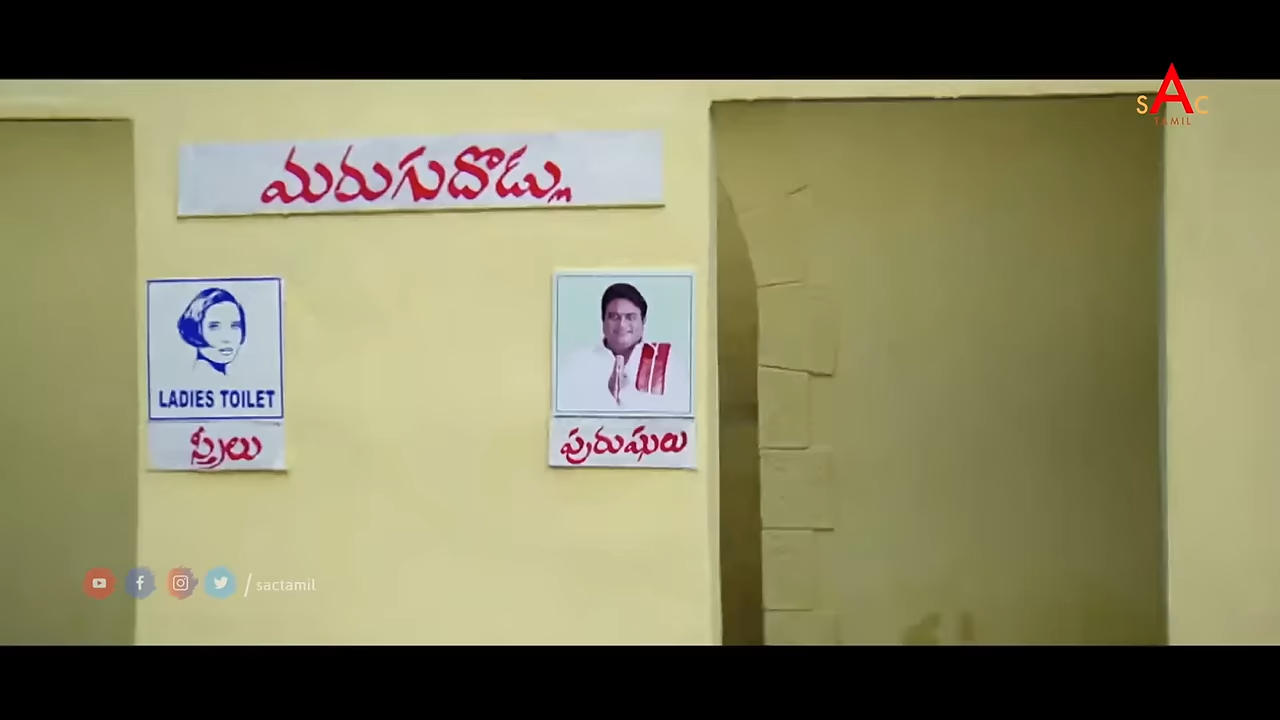 SAC
TAMIL
మరుగుదొడ్లు
LADIES TOILET
స్త్రీలు
పురుషులు
/sactamil